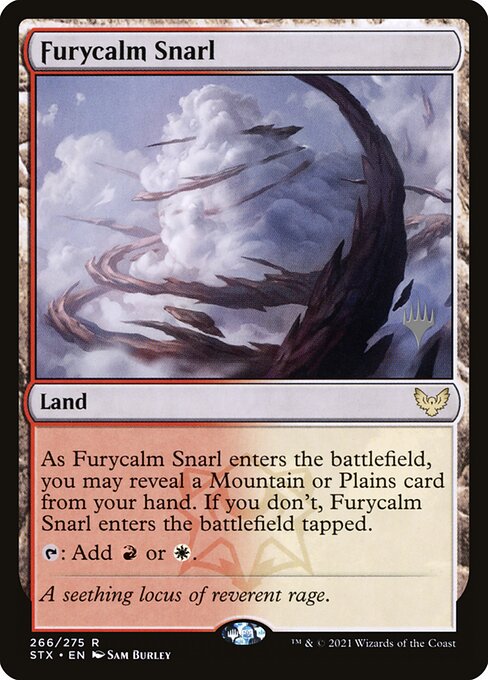 Furycalm Snarl
Land
As Furycalm Snarl enters the battlefield,
you may reveal a Mountain or Plains card
from your hand. If you don't, Furycalm
Snarl enters the battlefield tapped.
: Add or .
A seething locus of reverent rage.
266/275 R
STX • EN Sam Burley
™ & © 2021 Wizards of the Coast